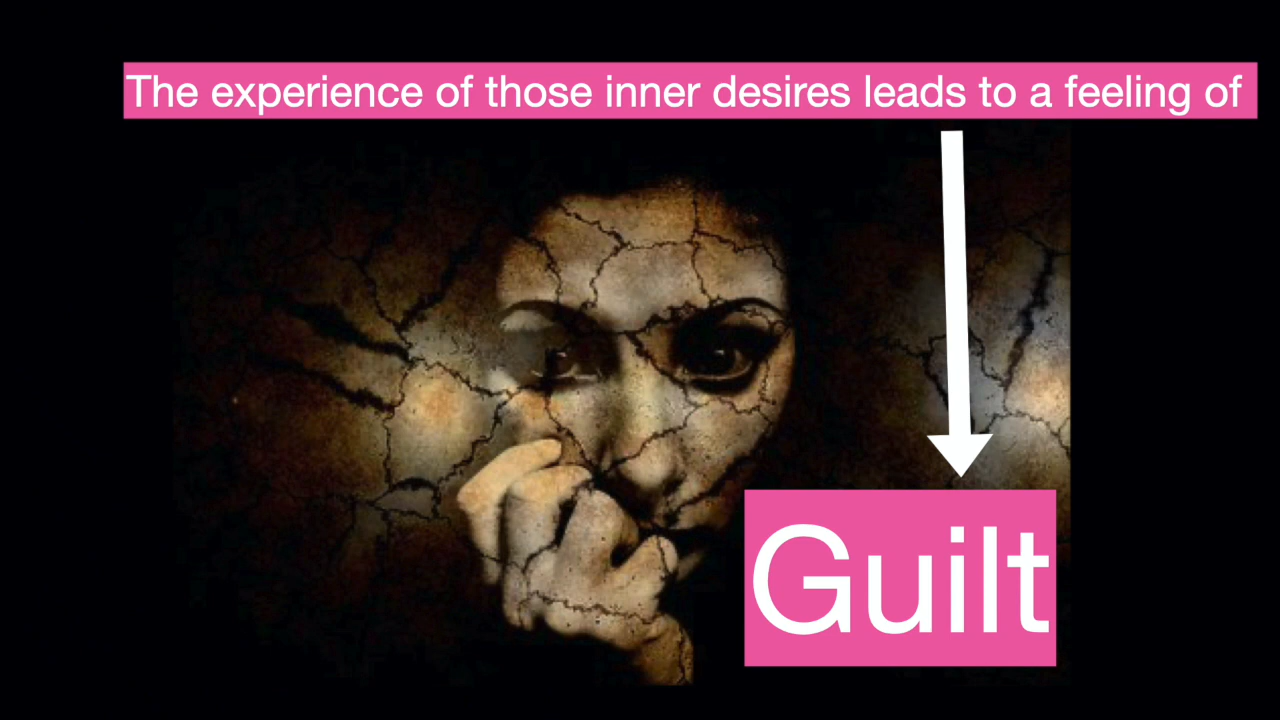 The experience of those inner desires leads to a feeling of
Guilt